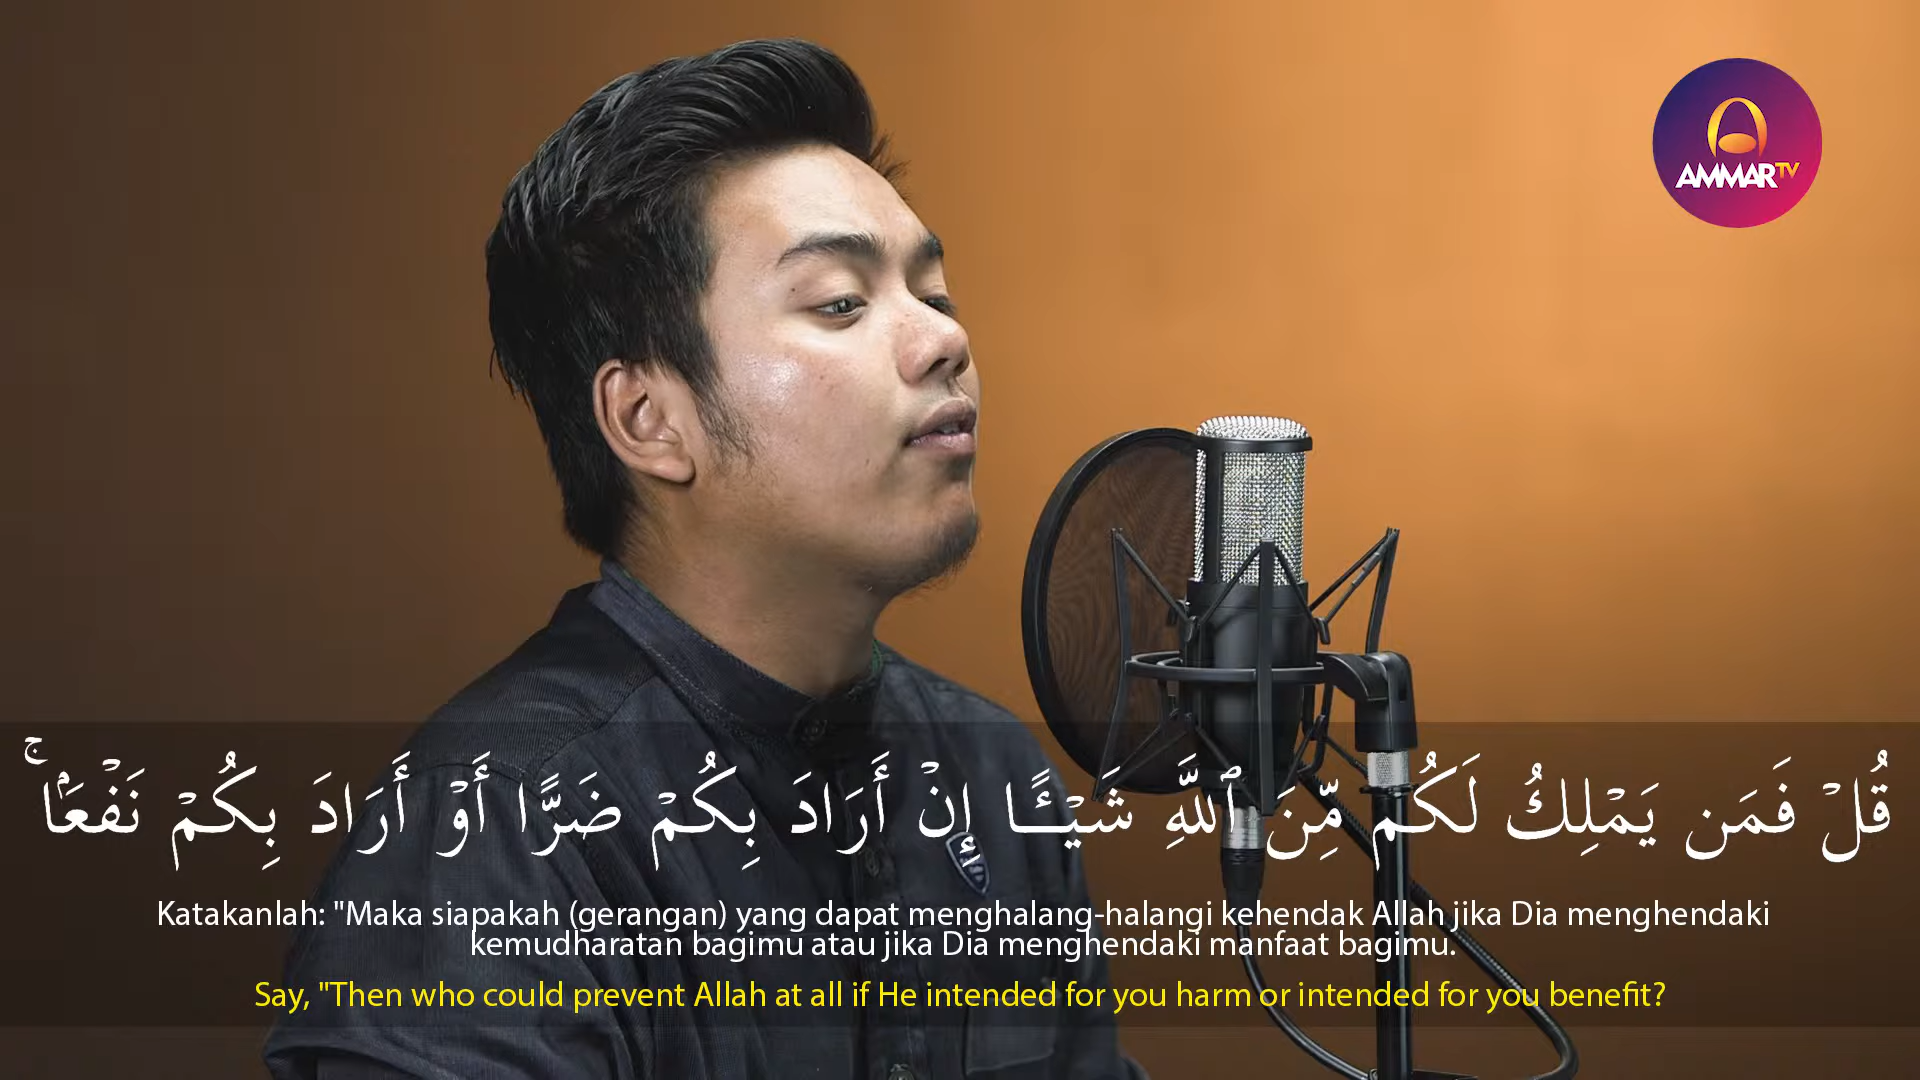 AMMARTV
قُلْ فَمَن يَمْلِكُ لَكُم مِّنَ ٱللَّهِ شَيْـًٔا إِنْ أَرَادَ بِكُمْ ضَرًّا أَوْ أَرَادَ بِكُمْ نَفْعًۢا ۚ
Katakanlah: "Maka siapakah (gerangan) yang dapat menghalang-halangi kehendak Allah jika Dia menghendaki
kemudharatan bagimu atau jika Dia menghendaki manfaat bagimu.
Say, "Then who could prevent Allah at all if He intended for you harm or intended for you benefit?